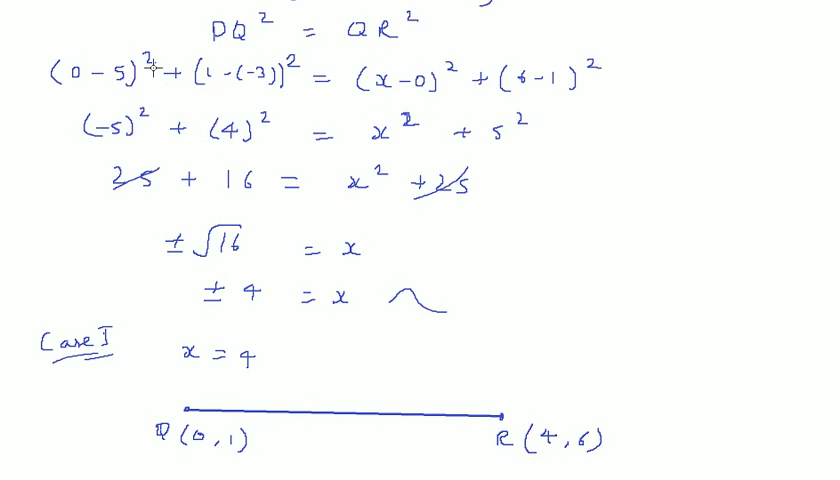 PQ² = QR²
(0 - 5)² + (1 - (-3))² = (x - 0)² + (6 - 1)²
(-5)² + (4)² = x² + 5²
25 + 16 = x² + 25
± √16 = x
± 4 = x
Case I
x = 4
Q (0, 1) R (4, 6)